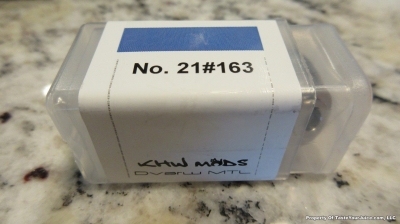 No. 21#163
KHW MODS
Dvarw MTL
Property Of TasteYourJuice.com, LLC